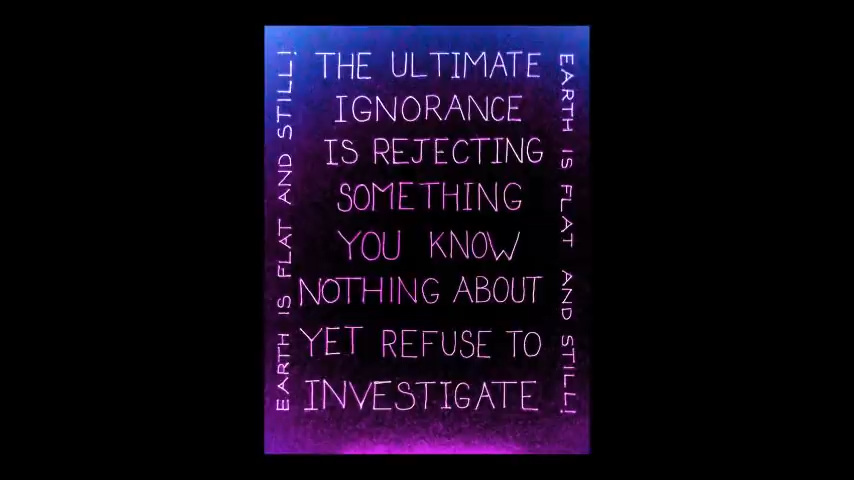 THE ULTIMATE
IGNORANCE
IS REJECTING
SOMETHING
YOU KNOW
NOTHING ABOUT
YET REFUSE TO
INVESTIGATE
EARTH IS FLAT AND STILL!
EARTH IS FLAT AND STILL!